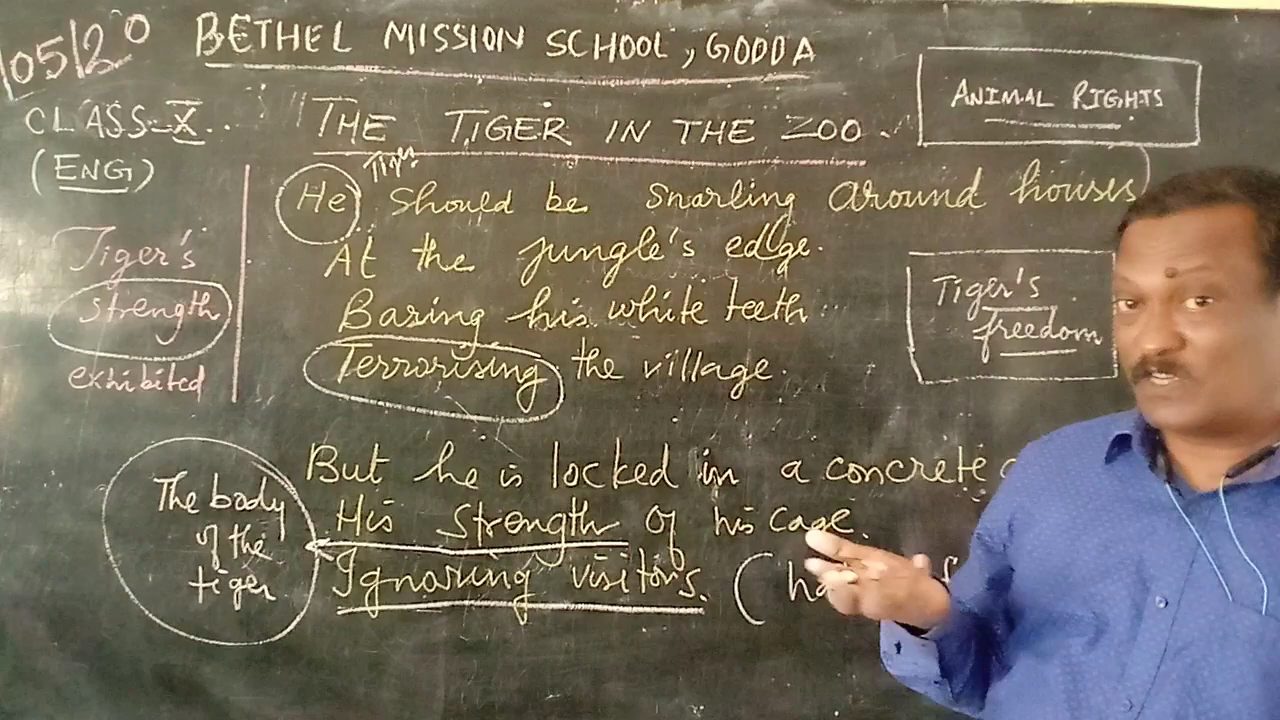 05/20
BETHEL MISSION SCHOOL, GODDA
CLASS-X..
(ENG)
"THE TIGER IN THE ZOO.
ANIMAL RIGHTS
Tiger
He should be snarling around houses
At the jungle's edge.
Baring his white teeth...
Terrorising the village.
Tiger's
strength
exhibited
Tiger's
freedom
But he is locked in a concrete
His strength of his cage.
Ignoring visitors. (
The body
of the
tiger